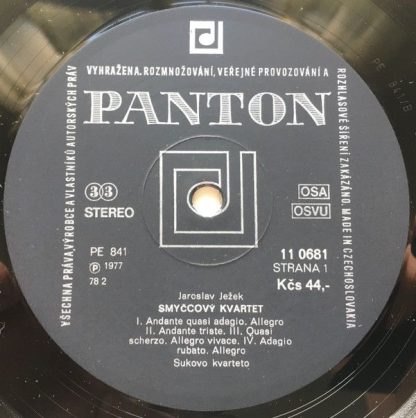 VYHRAŽENA. ROZMNOŽOVÁNÍ, VEŘEJNÉ PROVOZOVÁNÍ A
ROZHLASOVÉ ŠÍŘENÍ ZAKÁZÁNO. MADE IN CZECHOSLOVAKIA
VŠECHNA PRÁVA VÝROBCE A VLASTNÍKŮ AUTORSKÝCH PRÁV
PANTON
33
STEREO
OSA
OSVU
PE 841
11 0681
Ⓟ 1977
STRANA 1
78 2
Kčs 44,-
Jaroslav Ježek
SMYČCOVÝ KVARTET
I. Andante quasi adagio. Allegro
II. Andante triste. III. Quasi
scherzo. Allegro vivace. IV. Adagio
rubato. Allegro
Sukovo kvarteto